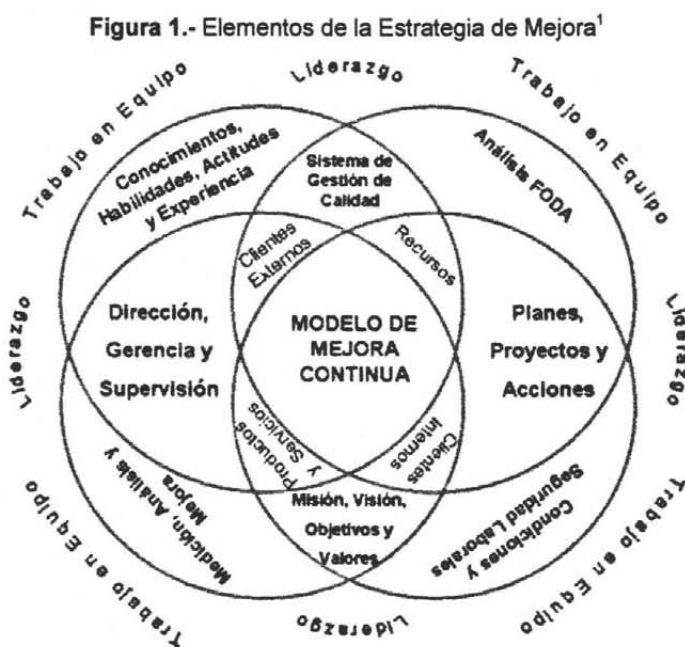 Figura 1.- Elementos de la Estrategia de Mejora1
Trabajo en Equipo
Liderazgo
Trabajo en Equipo
Conocimientos,
Habilidades, Actitudes
y Experiencia
Sistema de
Gestión de
Calidad
Análisis FODA
Clientes
Externos
Recursos
Liderazgo
Dirección,
Gerencia y
Supervisión
MODELO DE
MEJORA
CONTINUA
Planes,
Proyectos y
Acciones
Liderazgo
Productos
y Servicios
Clientes
Internos
Medición, Análisis y
Mejora
Misión, Visión,
Objetivos y
Valores
Condiciones y
Seguridad Laborales
Trabajo en Equipo
Liderazgo
Trabajo en Equipo